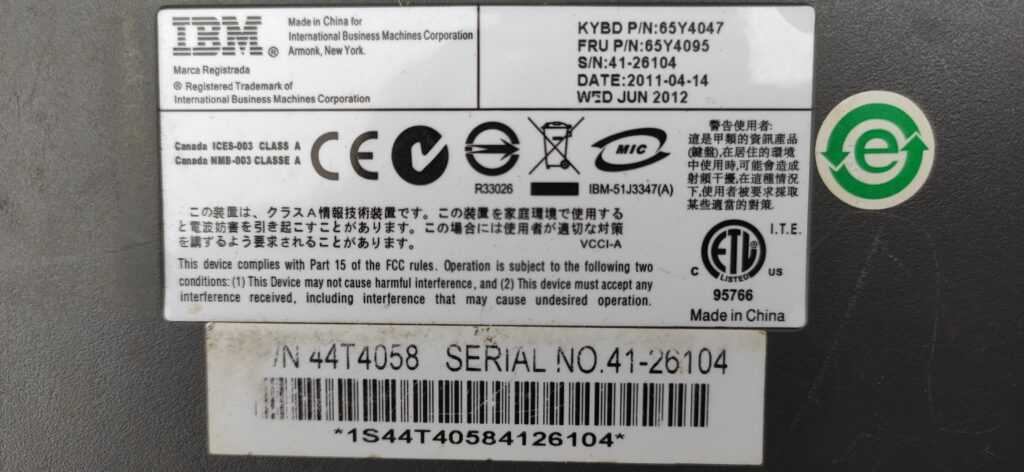 IBM ®
Made in China for
International Business Machines Corporation
Armonk, New York.
Marca Registrada
® Registered Trademark of
International Business Machines Corporation
KYBD P/N:65Y4047
FRU P/N:65Y4095
S/N:41-26104
DATE:2011-04-14
WED JUN 2012
Canada ICES-003 CLASS A
Canada NMB-003 CLASSE A
CE
R33026
MIC
IBM-51J3347(A)
警告使用者:
這是甲類的資訊産品
(鍵盤),在居住的環境
中使用時,可能會造成
射頻干擾,在這種情況
下,使用者被要求採取
某些適當的對策.
e
この装置は、クラスA情報技術装置です。この装置を家庭環境で使用する
と電波妨害を引き起こすことがあります。この場合には使用者が適切な対策
を講ずるよう要求されることがあります。
VCCI-A
This device complies with Part 15 of the FCC rules. Operation is subject to the following two
conditions: (1) This Device may not cause harmful interference, and (2) This device must accept any
interference received, including interference that may cause undesired operation.
I.T.E.
C ETL US
LISTED
95766
Made in China
/N 44T4058 SERIAL NO.41-26104
*1S44T40584126104*